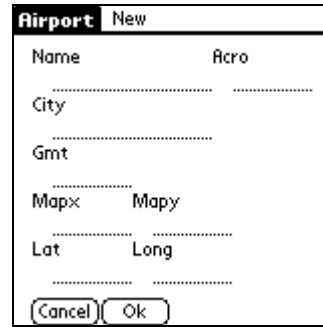 Airport New
Name Acro
City
Gmt
Mapx Mapy
Lat Long
Cancel Ok